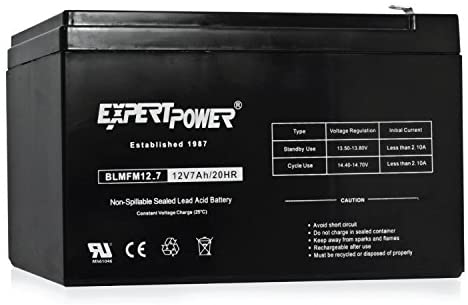 EXPERTPOWER®
Established 1987
BLMFM12_7 12V7Ah/20HR
Non-Spillable Sealed Lead Acid Battery
Constant Voltage Charge (25°C)
Type Voltage Regulation Initial Current
Standby Use 13.50-13.80V Less than 2.10A
Cycle Use 14.40-14.70V Less than 2.10A
Avoid short circuit
Do not charge in sealed container
Keep away from sparks and flames
Rechargeable after use
Must be recycled or disposed of properly
MH61046